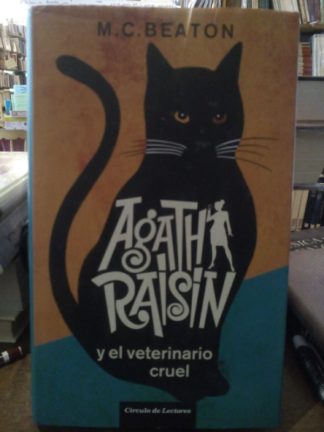 M.C. BEATON
AGATHA
RAISIN
y el veterinario
cruel
Círculo de Lectores